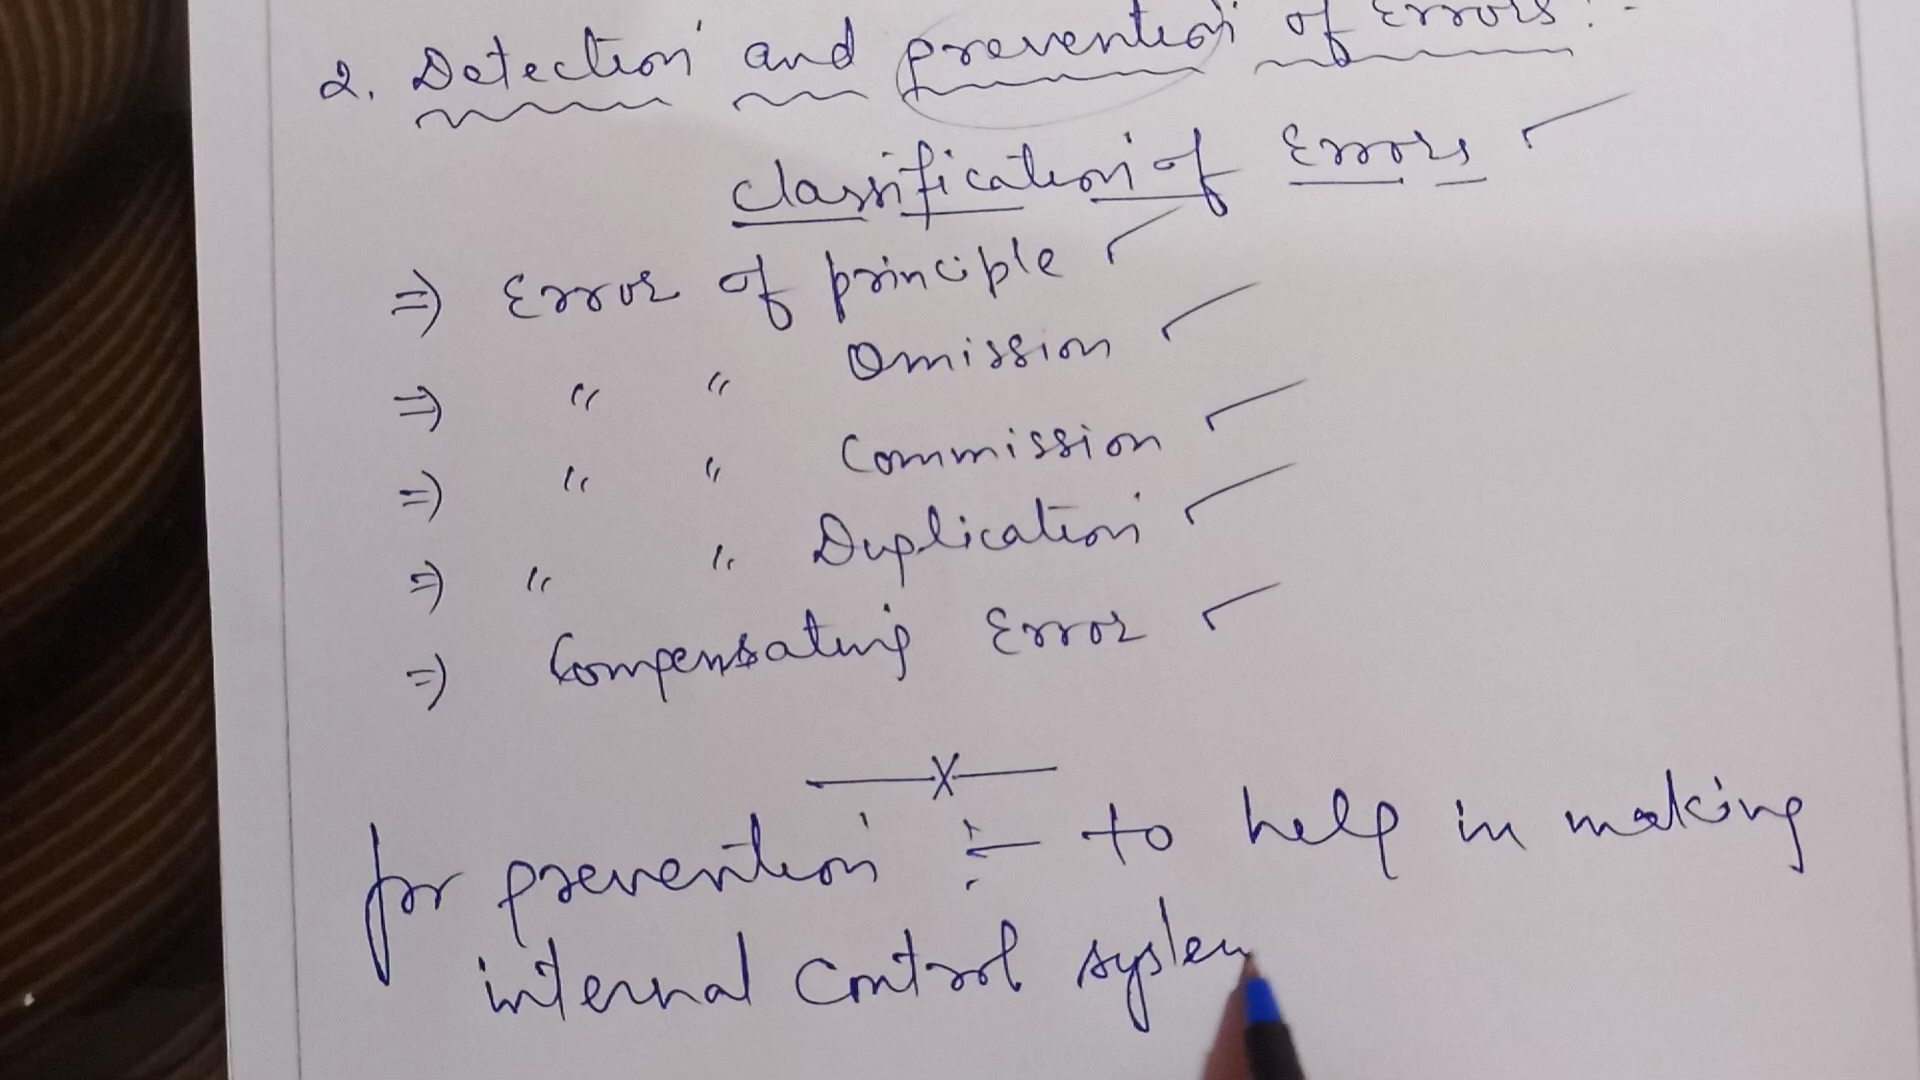 2. Detection and prevention of Errors :-
Classification of Errors
⇒ Error of principle
⇒ " " Omission
⇒ " " Commission
⇒ " " Duplication
⇒ Compensating Error
x
for prevention :- to help in making
internal control system